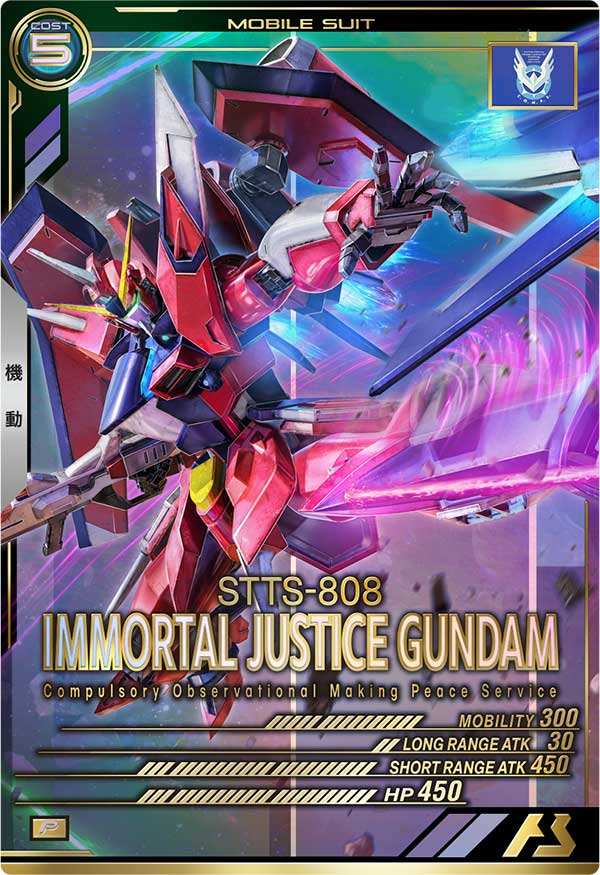 COST
MOBILE SUIT
5
機動
STTS-808
IMMORTAL JUSTICE GUNDAM
Compulsory Observational Making Peace Service
MOBILITY 300
LONG RANGE ATK 30
SHORT RANGE ATK 450
HP 450
P